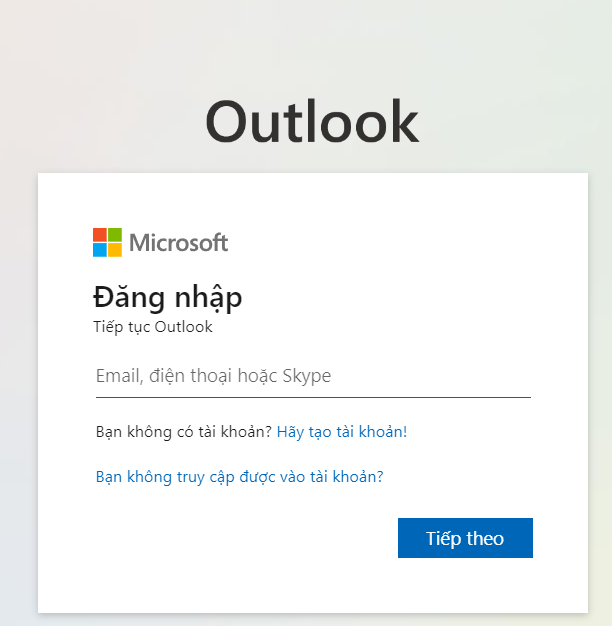 Outlook
Microsoft
Đăng nhập
Tiếp tục Outlook
Email, điện thoại hoặc Skype
Bạn không có tài khoản? Hãy tạo tài khoản!
Bạn không truy cập được vào tài khoản?
Tiếp theo